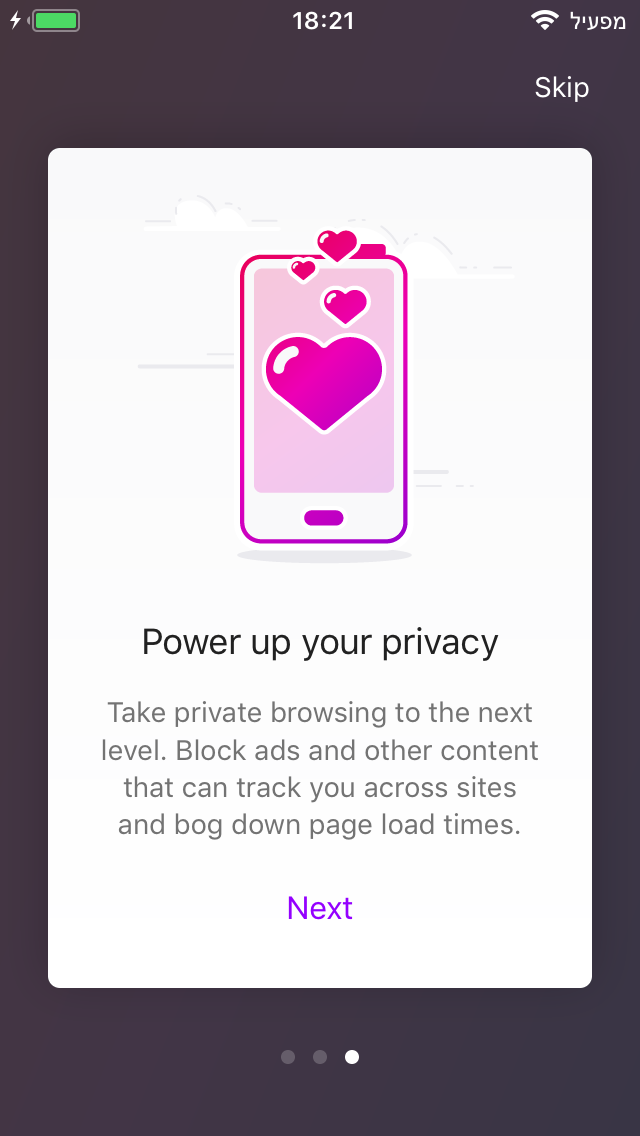 18:21
מפעיל
Skip
Power up your privacy
Take private browsing to the next
level. Block ads and other content
that can track you across sites
and bog down page load times.
Next